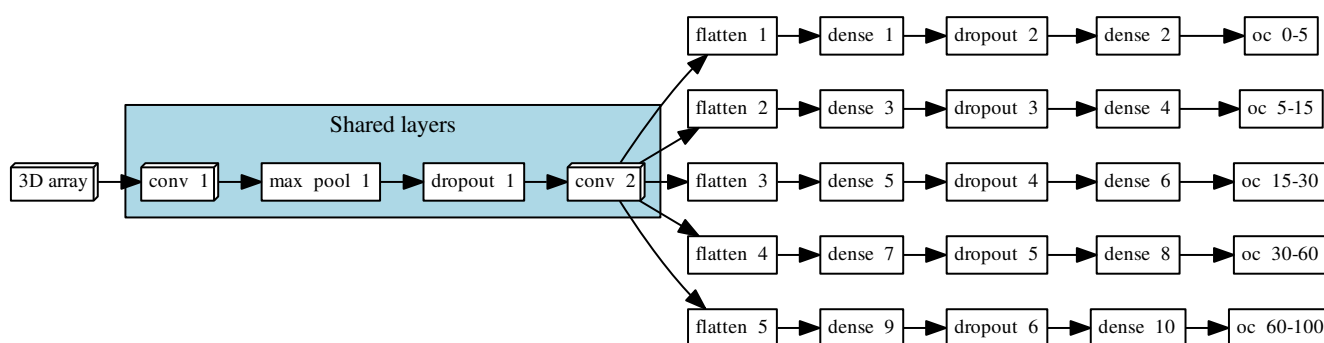 flatten 1
dense 1
dropout 2
dense 2
oc 0-5
flatten 2
dense 3
dropout 3
dense 4
oc 5-15
Shared layers
3D array
conv 1
max pool 1
dropout 1
conv 2
flatten 3
dense 5
dropout 4
dense 6
oc 15-30
flatten 4
dense 7
dropout 5
dense 8
oc 30-60
flatten 5
dense 9
dropout 6
dense 10
oc 60-100